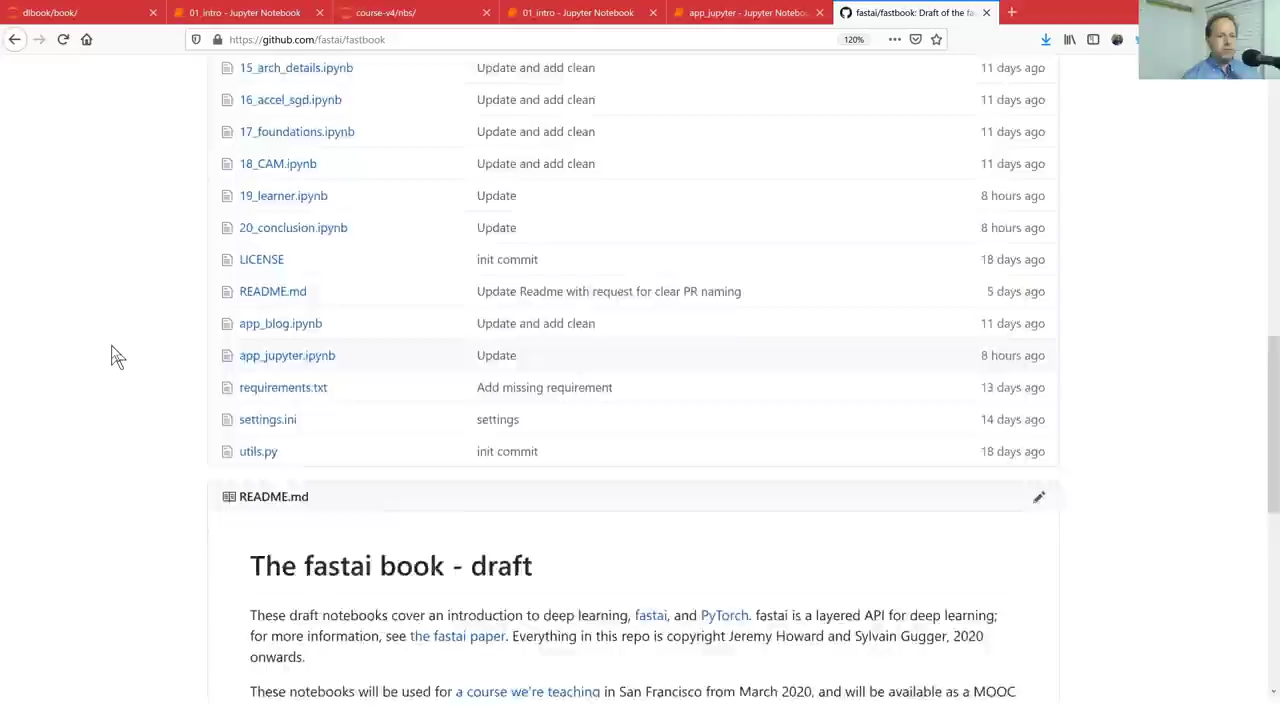 dlbook/book/
01_intro - Jupyter Notebook
course-v4/nbs/
01_intro - Jupyter Notebook
app_jupyter - Jupyter Notebo
fastai/fastbook: Draft of the fa
https://github.com/fastai/fastbook
120%
15_arch_details.ipynb Update and add clean 11 days ago
16_accel_sgd.ipynb Update and add clean 11 days ago
17_foundations.ipynb Update and add clean 11 days ago
18_CAM.ipynb Update and add clean 11 days ago
19_learner.ipynb Update 8 hours ago
20_conclusion.ipynb Update 8 hours ago
LICENSE init commit 18 days ago
README.md Update Readme with request for clear PR naming 5 days ago
app_blog.ipynb Update and add clean 11 days ago
app_jupyter.ipynb Update 8 hours ago
requirements.txt Add missing requirement 13 days ago
settings.ini settings 14 days ago
utils.py init commit 18 days ago
README.md
The fastai book - draft
These draft notebooks cover an introduction to deep learning, fastai, and PyTorch. fastai is a layered API for deep learning;
for more information, see the fastai paper. Everything in this repo is copyright Jeremy Howard and Sylvain Gugger, 2020
onwards.
These notebooks will be used for a course we're teaching in San Francisco from March 2020, and will be available as a MOOC